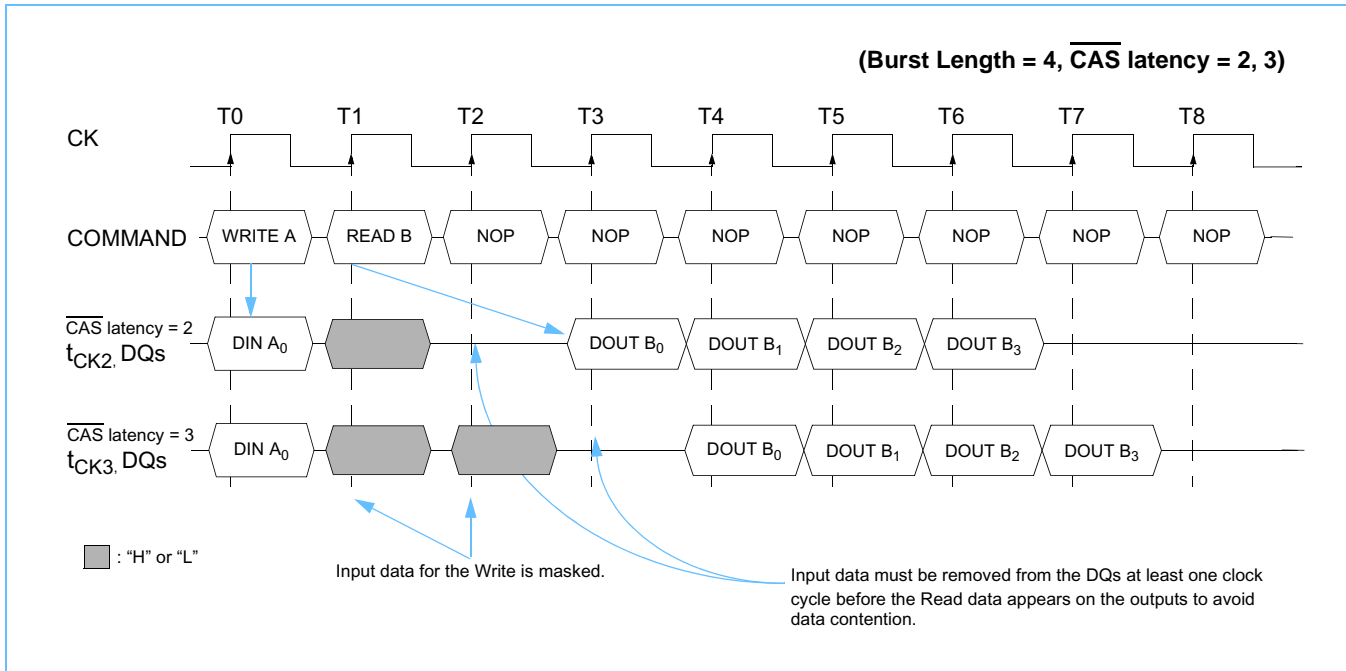 (Burst Length = 4, CAS latency = 2, 3)
T0 T1 T2 T3 T4 T5 T6 T7 T8
CK
COMMAND WRITE A READ B NOP NOP NOP NOP NOP NOP NOP
CAS latency = 2
tCK2, DQs DIN A0 DOUT B0 DOUT B1 DOUT B2 DOUT B3
CAS latency = 3
tCK3, DQs DIN A0 DOUT B0 DOUT B1 DOUT B2 DOUT B3
: “H” or “L”
Input data for the Write is masked.
Input data must be removed from the DQs at least one clock
cycle before the Read data appears on the outputs to avoid
data contention.